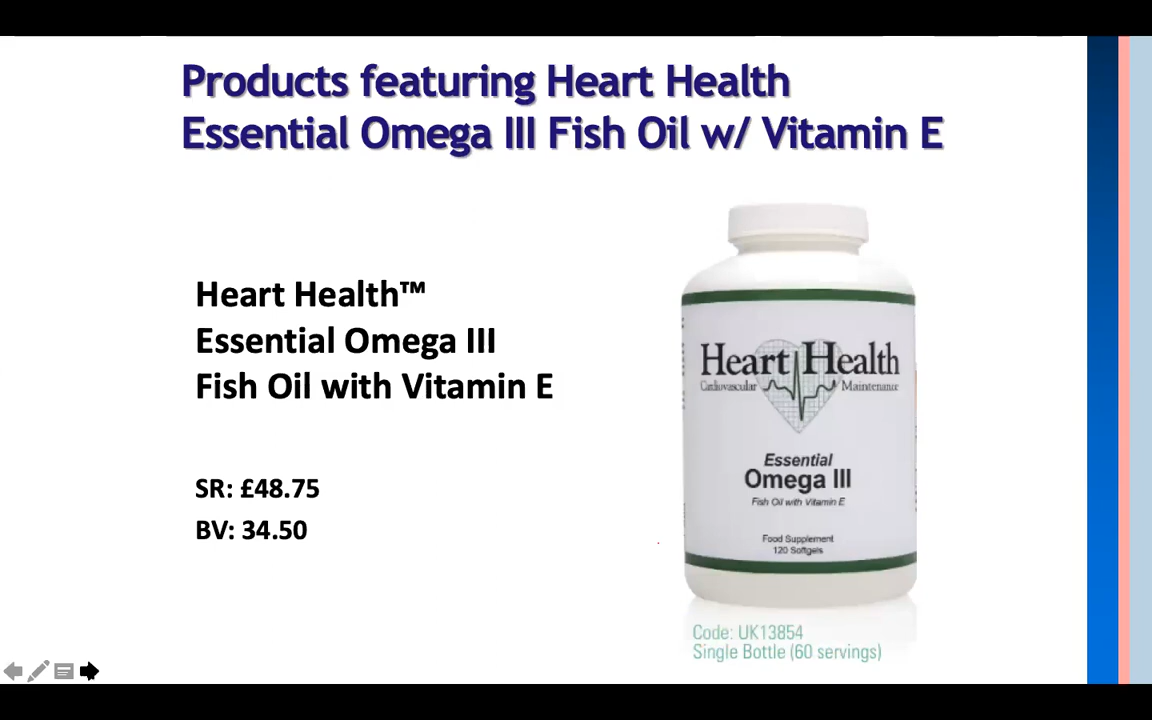 Products featuring Heart Health
Essential Omega III Fish Oil w/ Vitamin E
Heart Health™
Essential Omega III
Fish Oil with Vitamin E
SR: £48.75
BV: 34.50
Heart Health
Cardiovascular Maintenance
Essential
Omega III
Fish Oil with Vitamin E
Food Supplement
120 Softgels
Code: UK13854
Single Bottle (60 servings)